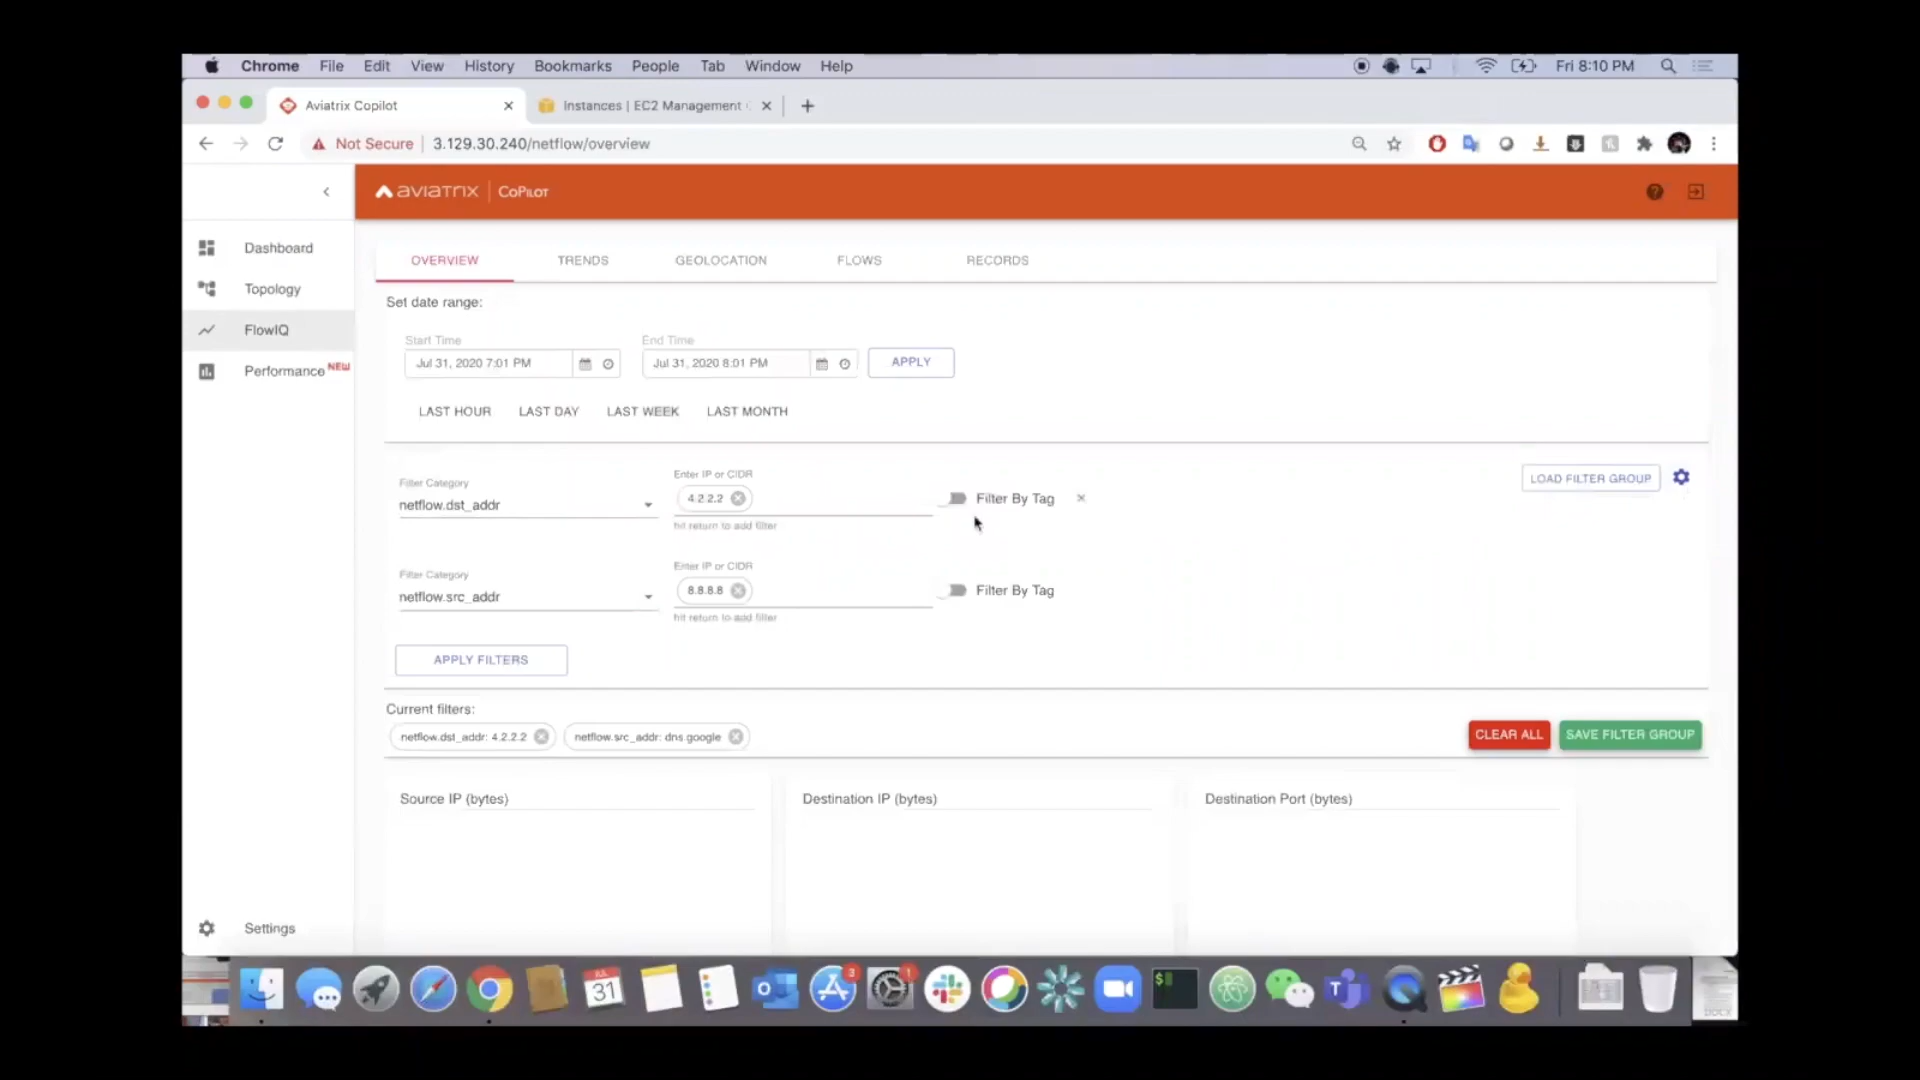 Chrome File Edit View History Bookmarks People Tab Window Help Fri 8:10 PM
Aviatrix Copilot Instances | EC2 Management
Not Secure 3.129.30.240/netflow/overview
aviatrix CoPilot
Dashboard
Topology
FlowIQ
Performance NEW
Settings
OVERVIEW TRENDS GEOLOCATION FLOWS RECORDS
Set date range:
Start Time End Time
Jul 31, 2020 7:01 PM Jul 31, 2020 8:01 PM APPLY
LAST HOUR LAST DAY LAST WEEK LAST MONTH
Filter Category Enter IP or CIDR
netflow.dst_addr 4.2.2.2 Filter By Tag LOAD FILTER GROUP
hit return to add filter
Filter Category Enter IP or CIDR
netflow.src_addr 8.8.8.8 Filter By Tag
hit return to add filter
APPLY FILTERS
Current filters:
netflow.dst_addr: 4.2.2.2 netflow.src_addr: dns.google CLEAR ALL SAVE FILTER GROUP
Source IP (bytes) Destination IP (bytes) Destination Port (bytes)
JUL
31
3
1
$
T
DOCX